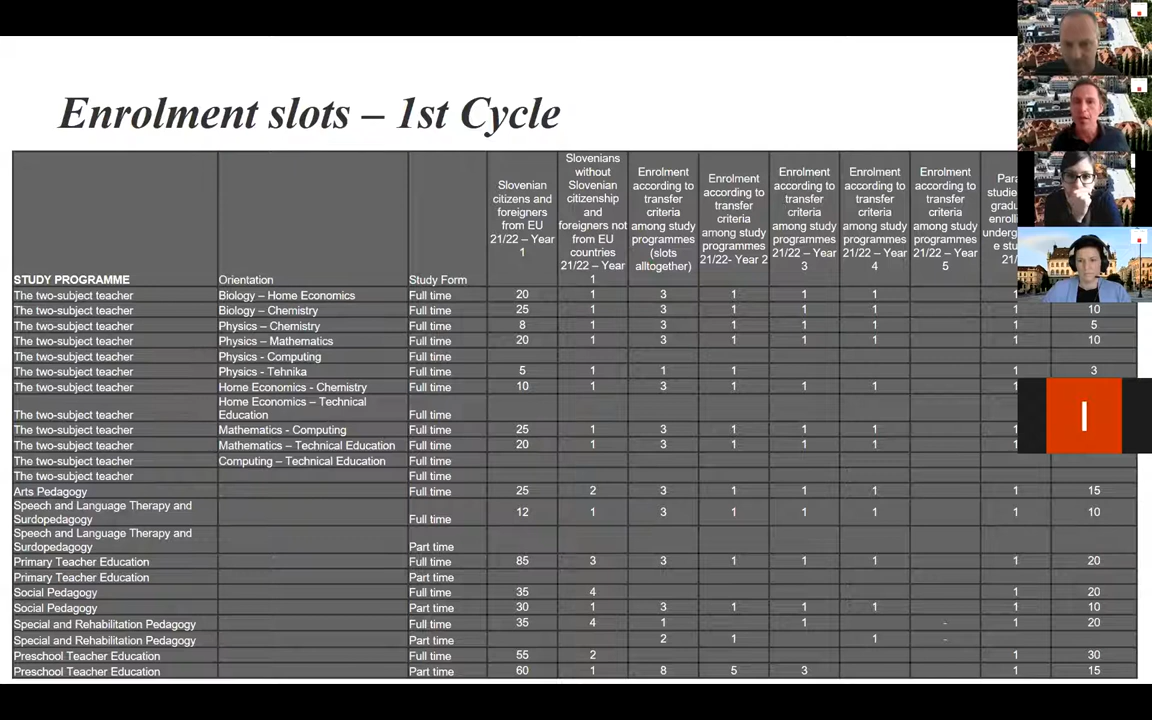 Enrolment slots – 1st Cycle
STUDY PROGRAMME Orientation Study Form Slovenian citizens and foreigners from EU 21/22 – Year 1 Slovenians without Slovenian citizenship and foreigners not from EU countries 21/22 – Year 1 Enrolment according to transfer criteria among study programmes (slots alltogether) Enrolment according to transfer criteria among study programmes 21/22- Year 2 Enrolment according to transfer criteria among study programmes 21/22 – Year 3 Enrolment according to transfer criteria among study programmes 21/22 – Year 4 Enrolment according to transfer criteria among study programmes 21/22 – Year 5
The two-subject teacher Biology – Home Economics Full time 20 1 3 1 1 1 1
The two-subject teacher Biology – Chemistry Full time 25 1 3 1 1 1 1 10
The two-subject teacher Physics – Chemistry Full time 8 1 3 1 1 1 1 5
The two-subject teacher Physics – Mathematics Full time 20 1 3 1 1 1 1 10
The two-subject teacher Physics - Computing Full time
The two-subject teacher Physics - Tehnika Full time 5 1 1 1 1 3
The two-subject teacher Home Economics - Chemistry Full time 10 1 3 1 1 1 1
The two-subject teacher Home Economics – Technical Education Full time
The two-subject teacher Mathematics - Computing Full time 25 1 3 1 1 1 1
The two-subject teacher Mathematics – Technical Education Full time 20 1 3 1 1 1 1
The two-subject teacher Computing – Technical Education Full time
The two-subject teacher Full time
Arts Pedagogy Full time 25 2 3 1 1 1 1 15
Speech and Language Therapy and Surdopedagogy Full time 12 1 3 1 1 1 1 10
Speech and Language Therapy and Surdopedagogy Part time
Primary Teacher Education Full time 85 3 3 1 1 1 1 20
Primary Teacher Education Part time
Social Pedagogy Full time 35 4 1 20
Social Pedagogy Part time 30 1 3 1 1 1 1 10
Special and Rehabilitation Pedagogy Full time 35 4 1 1 - 1 20
Special and Rehabilitation Pedagogy Part time 2 1 1 -
Preschool Teacher Education Full time 55 2 1 30
Preschool Teacher Education Part time 60 1 8 5 3 1 15
I